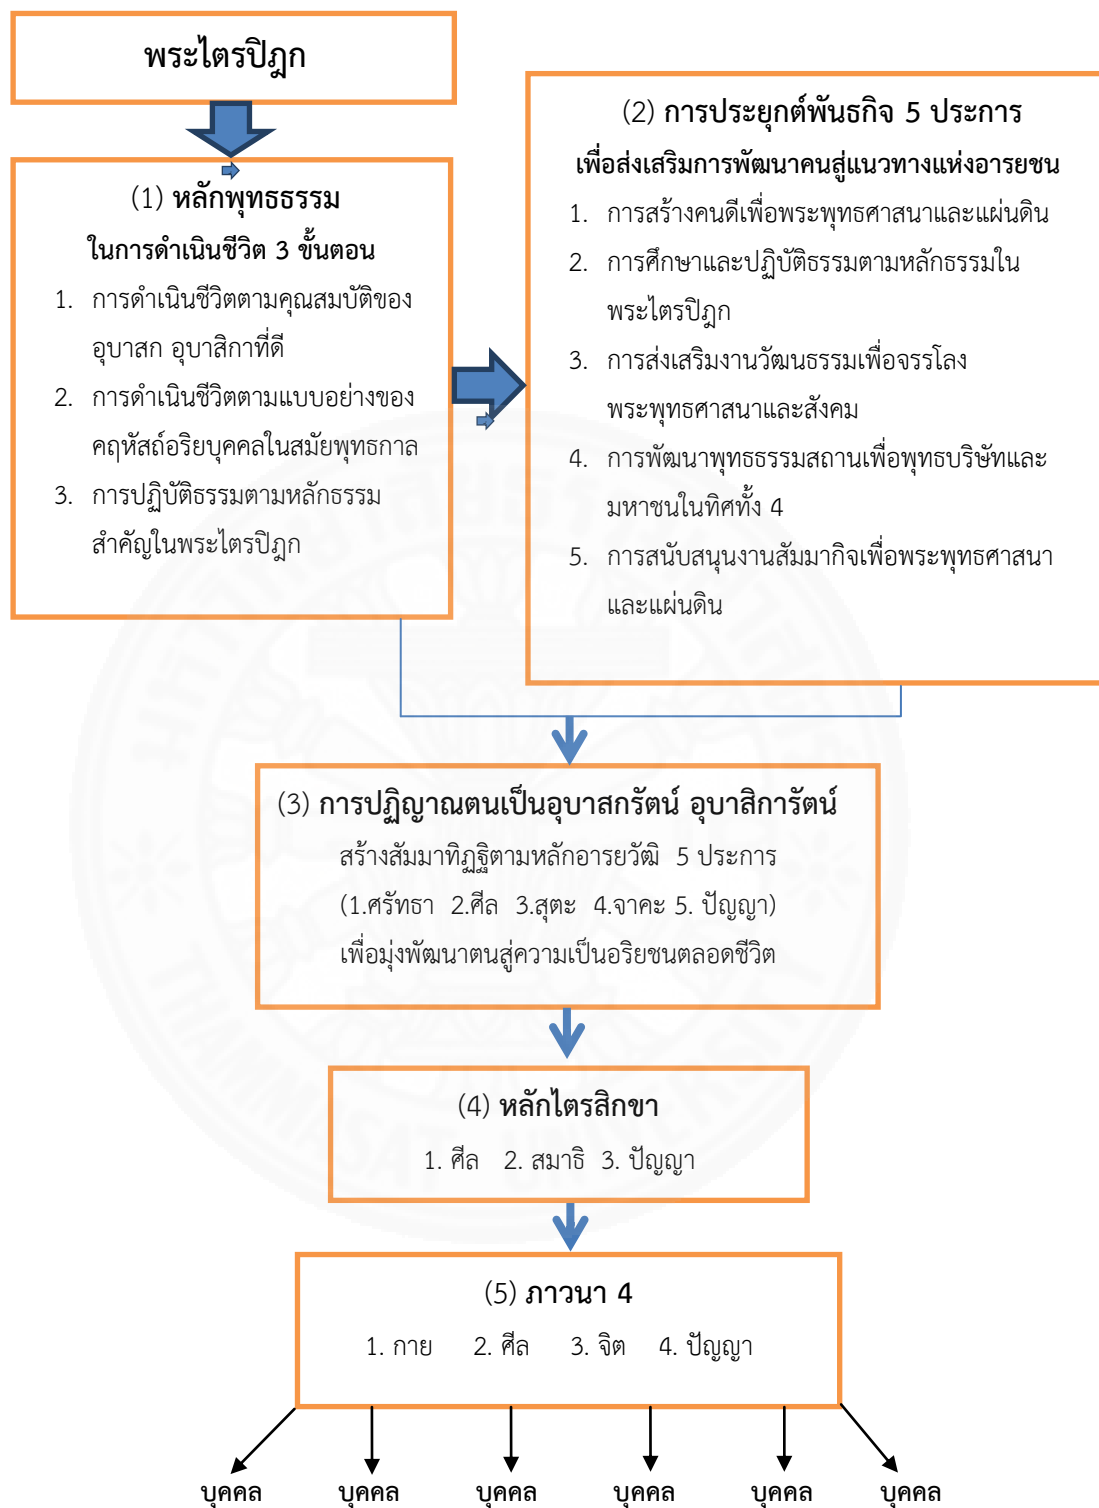 พระไตรปิฎก
(1) หลักพุทธธรรม
ในการดำเนินชีวิต 3 ขั้นตอน
1. การดำเนินชีวิตตามคุณสมบัติของ
อุบาสก อุบาสิกาที่ดี
2. การดำเนินชีวิตตามแบบอย่างของ
คฤหัสถ์อริยบุคคลในสมัยพุทธกาล
3. การปฏิบัติธรรมตามหลักธรรม
สำคัญในพระไตรปิฎก
(2) การประยุกต์พันธกิจ 5 ประการ
เพื่อส่งเสริมการพัฒนาคนสู่แนวทางแห่งอารยชน
1. การสร้างคนดีเพื่อพระพุทธศาสนาและแผ่นดิน
2. การศึกษาและปฏิบัติธรรมตามหลักธรรมใน
พระไตรปิฎก
3. การส่งเสริมงานวัฒนธรรมเพื่อจรรโลง
พระพุทธศาสนาและสังคม
4. การพัฒนาพุทธธรรมสถานเพื่อพุทธบริษัทและ
มหาชนในทิศทั้ง 4
5. การสนับสนุนงานสัมมากิจเพื่อพระพุทธศาสนา
และแผ่นดิน
(3) การปฏิญาณตนเป็นอุบาสกรัตน์ อุบาสิการัตน์
สร้างสัมมาทิฏฐิตามหลักอารยวัฒิ 5 ประการ
(1.ศรัทธา 2.ศีล 3.สุตะ 4.จาคะ 5. ปัญญา)
เพื่อมุ่งพัฒนาตนสู่ความเป็นอริยชนตลอดชีวิต
(4) หลักไตรสิกขา
1. ศีล 2. สมาธิ 3. ปัญญา
(5) ภาวนา 4
1. กาย 2. ศีล 3. จิต 4. ปัญญา
บุคคล บุคคล บุคคล บุคคล บุคคล บุคคล
มหาวิทยาลัยธรรมศาสตร์
THAMMASAT UNIVERSITY